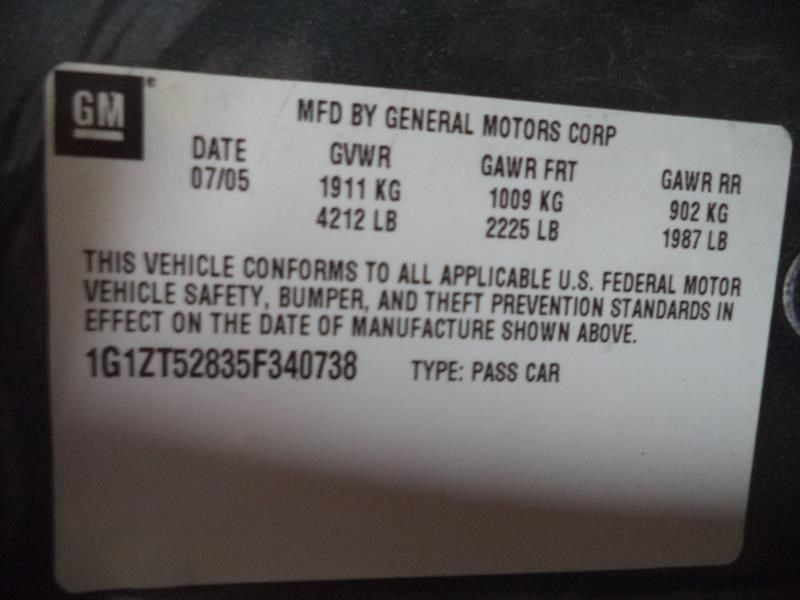 GM
MFD BY GENERAL MOTORS CORP
DATE GVWR GAWR FRT GAWR RR
07/05 1911 KG 1009 KG 902 KG
4212 LB 2225 LB 1987 LB
THIS VEHICLE CONFORMS TO ALL APPLICABLE U.S. FEDERAL MOTOR
VEHICLE SAFETY, BUMPER, AND THEFT PREVENTION STANDARDS IN
EFFECT ON THE DATE OF MANUFACTURE SHOWN ABOVE.
1G1ZT52835F340738 TYPE: PASS CAR